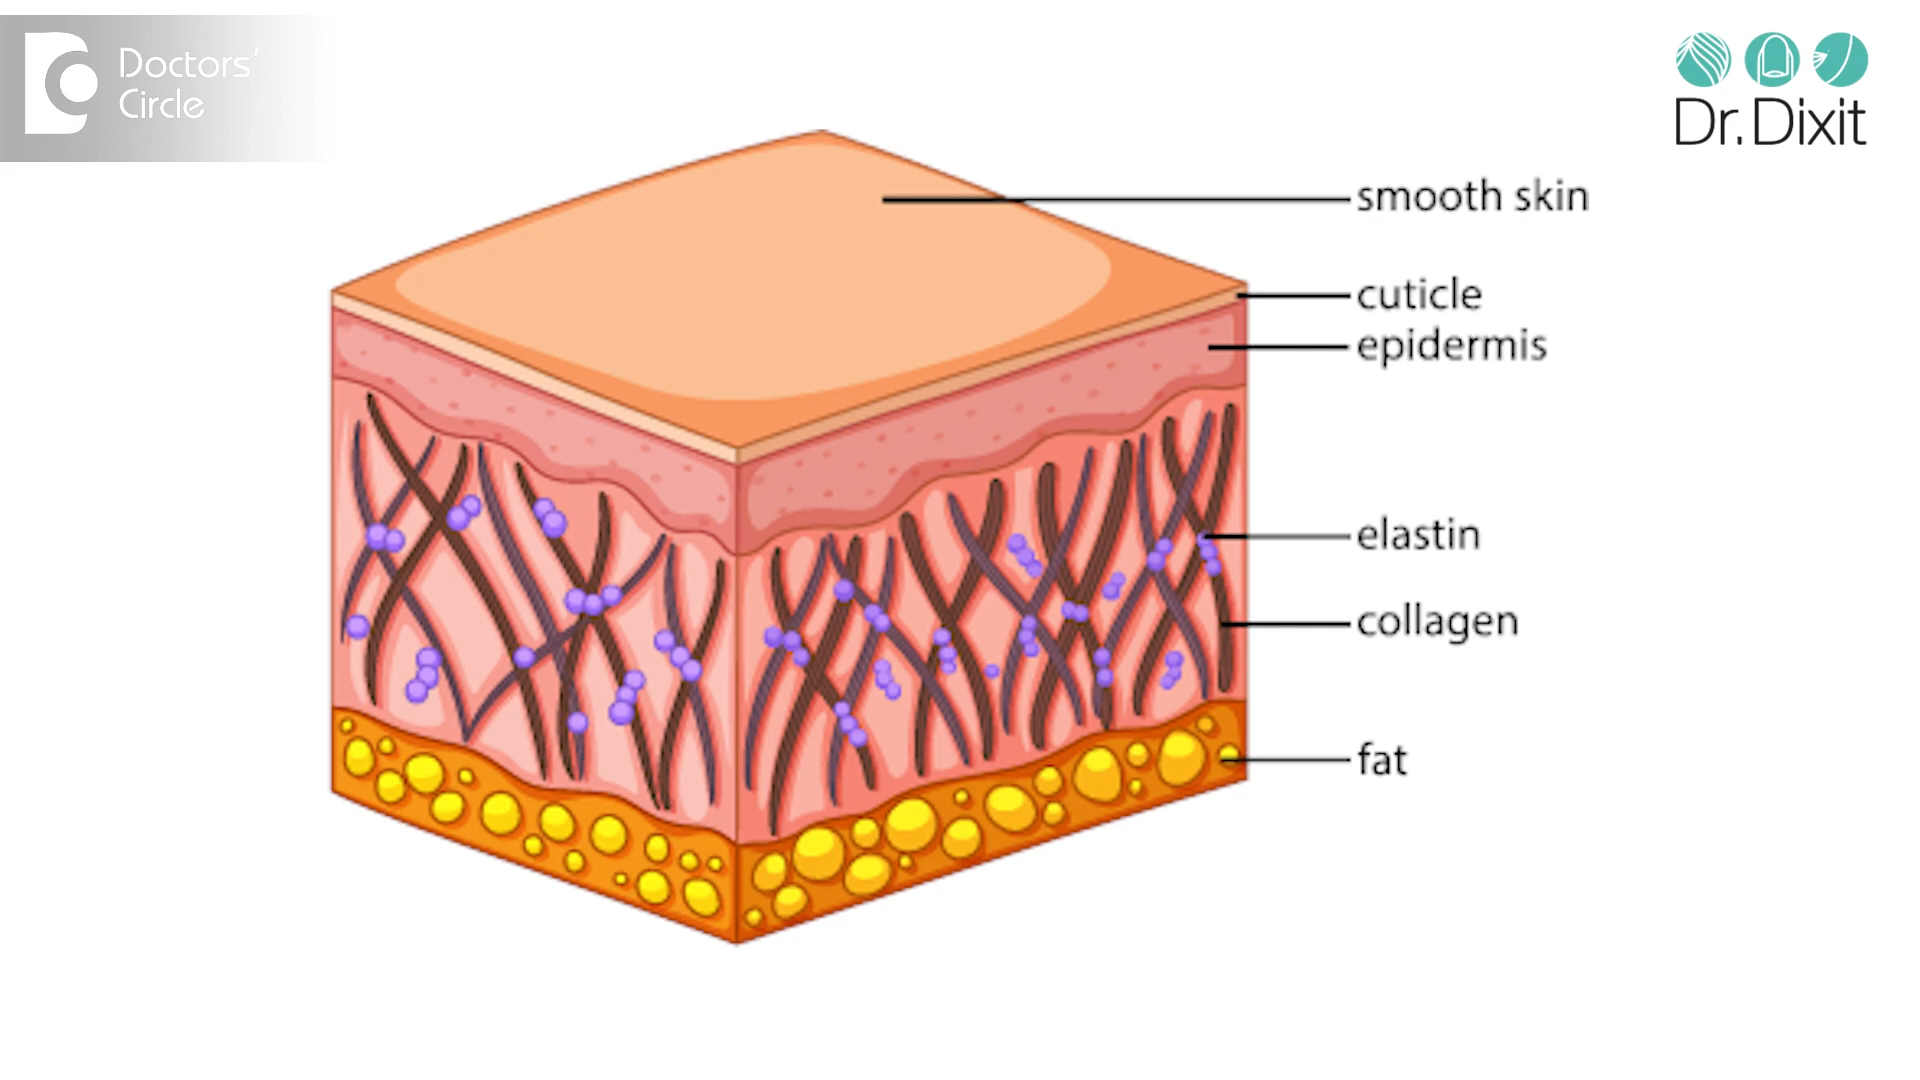 Doctors'
Circle
Dr. Dixit
smooth skin
cuticle
epidermis
elastin
collagen
fat